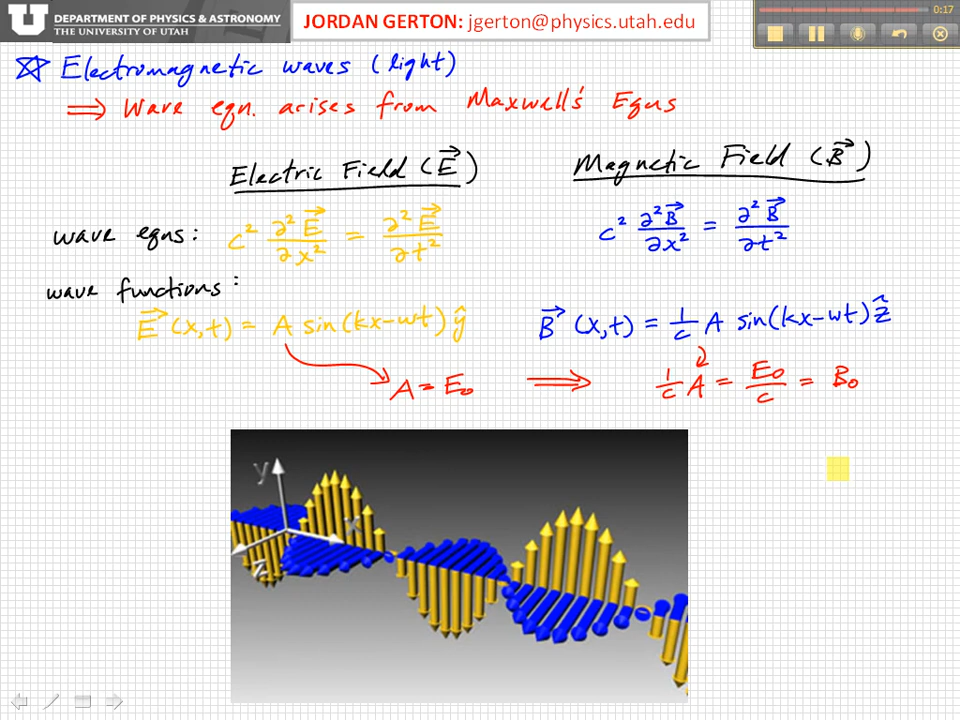 U DEPARTMENT OF PHYSICS & ASTRONOMY
THE UNIVERSITY OF UTAH
JORDAN GERTON: jgerton@physics.utah.edu
0:17
Electromagnetic waves (light)
⇒ Wave eqn. arises from Maxwell's Eqns
Electric Field (E⃗) Magnetic Field (B⃗)
wave eqns: c² ∂²E⃗/∂x² = ∂²E⃗/∂t² c² ∂²B⃗/∂x² = ∂²B⃗/∂t²
wave functions:
E⃗(x,t) = A sin(kx-ωt) ŷ B⃗(x,t) = 1/c A sin(kx-ωt) ẑ
A = E₀ ⇒ 1/c A = E₀/c = B₀
y
x
z